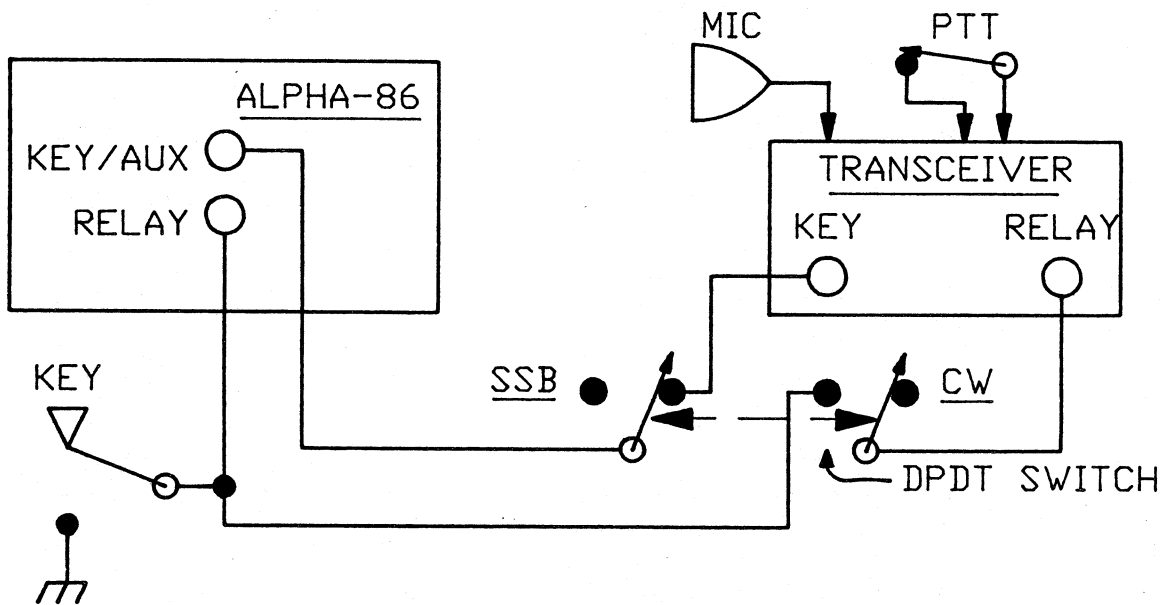 MIC
PTT
ALPHA-86
KEY/AUX
RELAY
TRANSCEIVER
KEY
RELAY
KEY
SSB
CW
DPDT SWITCH